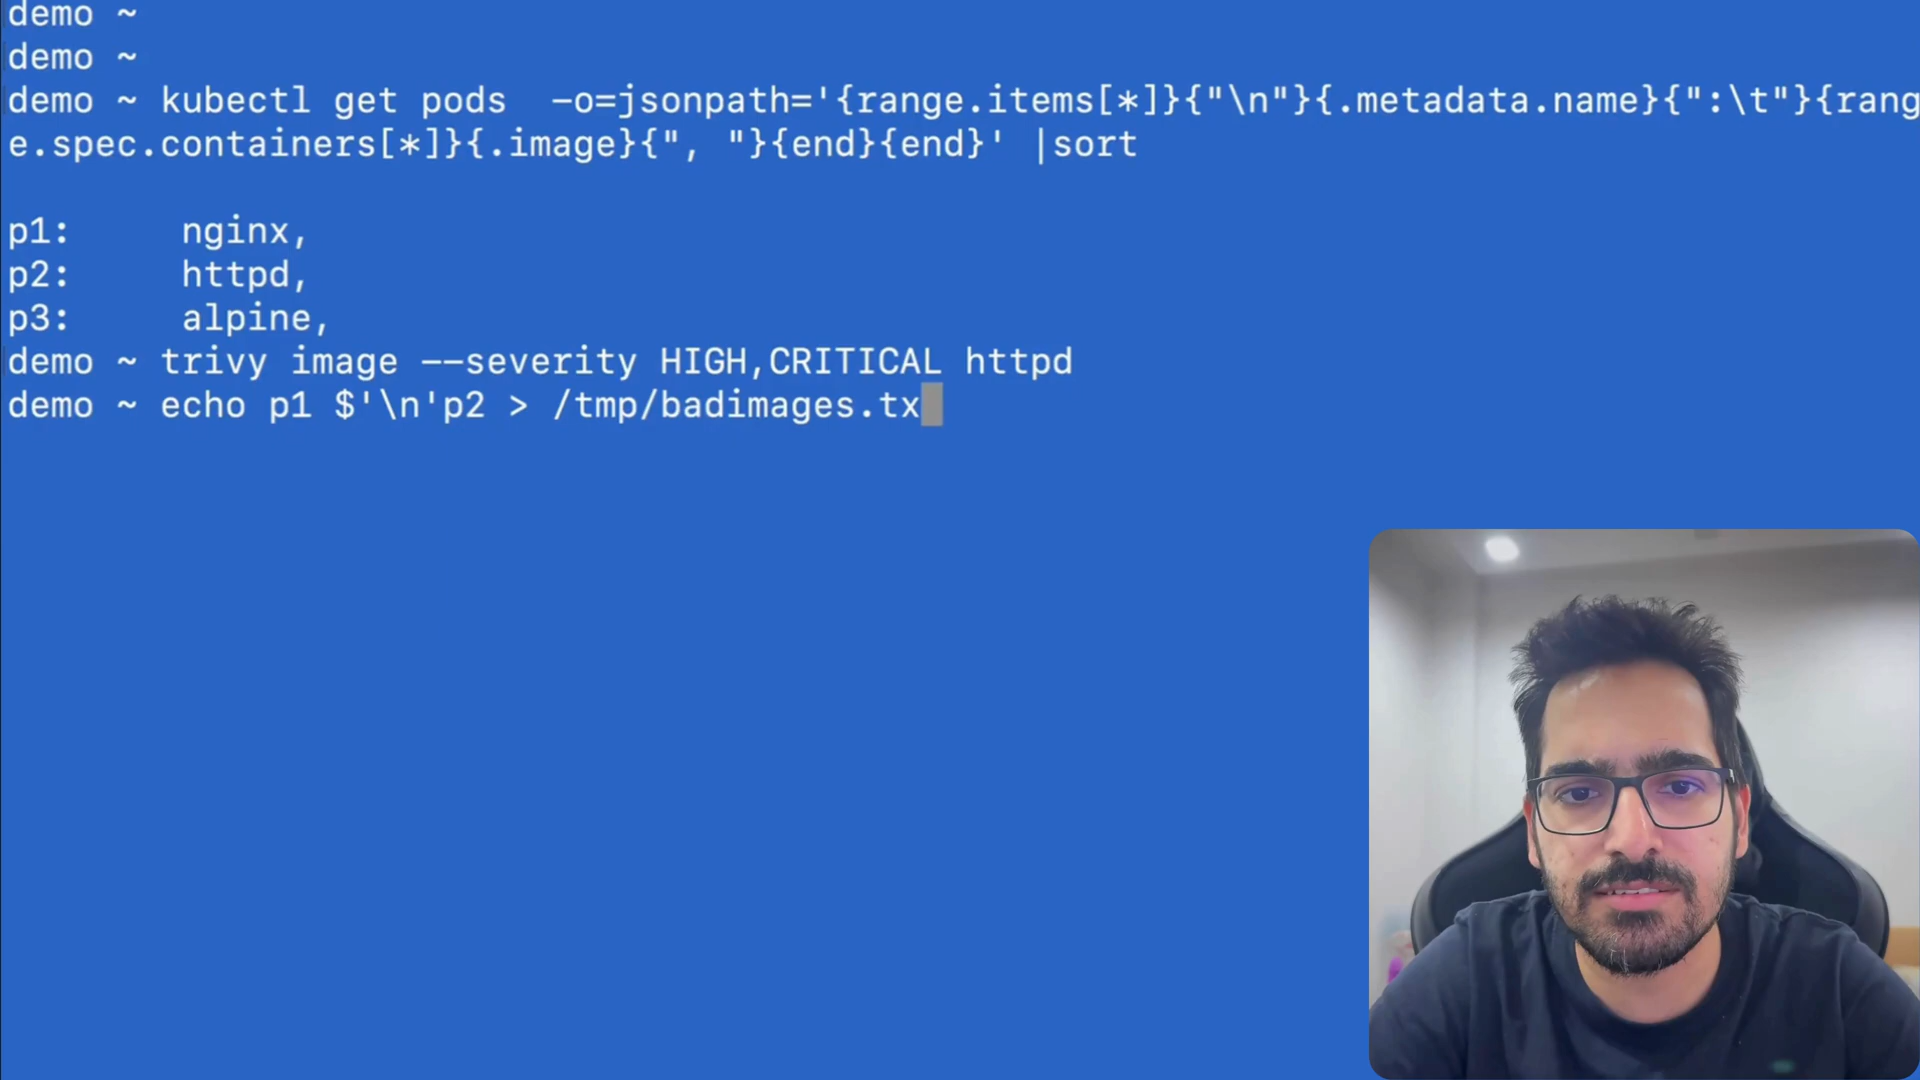 demo ~
demo ~
demo ~ kubectl get pods  -o=jsonpath='{range.items[*]}{"\n"}{.metadata.name}{":\t"}{rang
e.spec.containers[*]}{.image}{", "}{end}{end}' |sort
p1:     nginx,
p2:     httpd,
p3:     alpine,
demo ~ trivy image --severity HIGH,CRITICAL httpd
demo ~ echo p1 $'\n'p2 > /tmp/badimages.tx